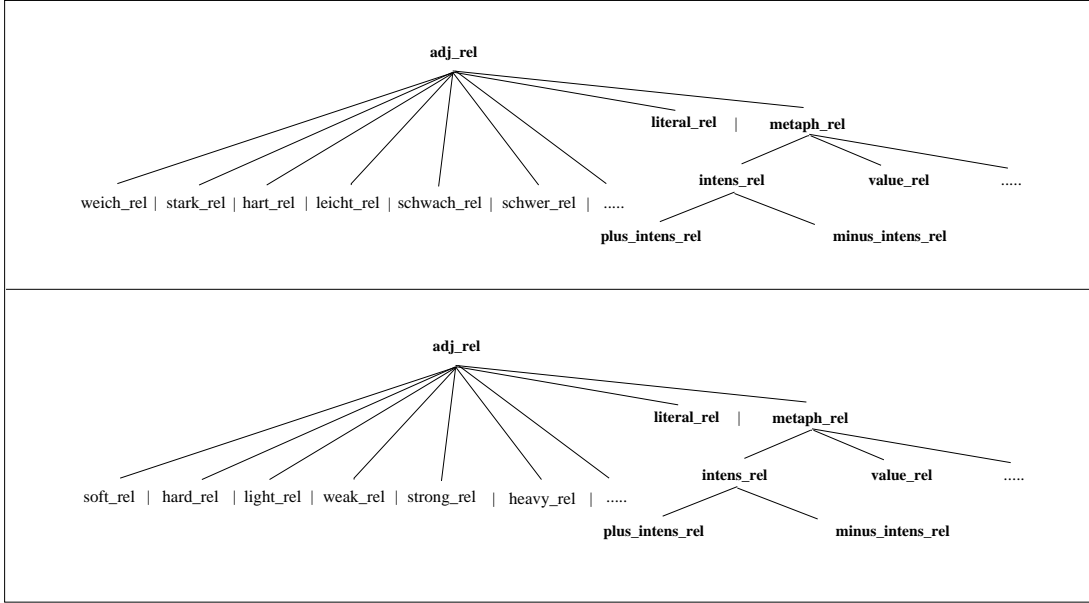 adj_rel
literal_rel | metaph_rel
intens_rel value_rel .....
weich_rel | stark_rel | hart_rel | leicht_rel | schwach_rel | schwer_rel | .....
plus_intens_rel minus_intens_rel
adj_rel
literal_rel | metaph_rel
intens_rel value_rel .....
soft_rel | hard_rel | light_rel | weak_rel | strong_rel | heavy_rel | .....
plus_intens_rel minus_intens_rel